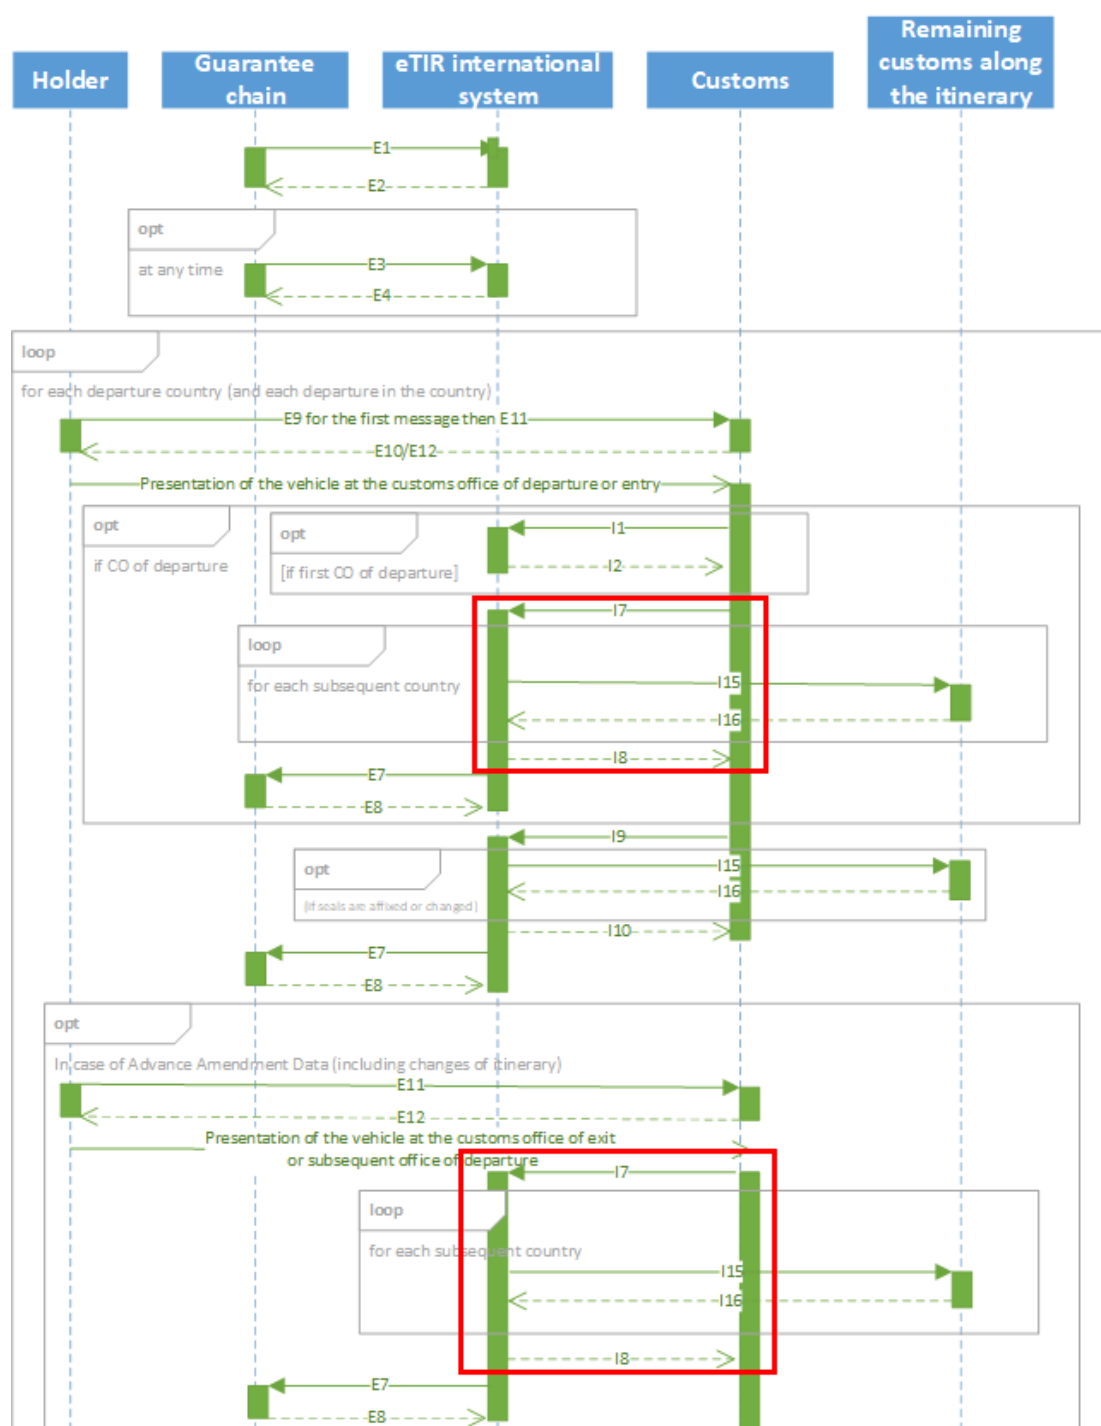 Holder
Guarantee
chain
eTIR international
system
Customs
Remaining
customs along
the itinerary
E1
E2
opt
at any time
E3
E4
loop
for each departure country (and each departure in the country)
E9 for the first message then E11
E10/E12
Presentation of the vehicle at the customs office of departure or entry
opt
if CO of departure
opt
[if first CO of departure]
I1
I2
I7
loop
for each subsequent country
I15
I16
I8
E7
E8
I9
opt
(if seals are affixed or changed)
I15
I16
I10
E7
E8
opt
In case of Advance Amendment Data (including changes of itinerary)
E11
E12
Presentation of the vehicle at the customs office of exit
or subsequent office of departure
I7
loop
for each subsequent country
I15
I16
I8
E7
E8